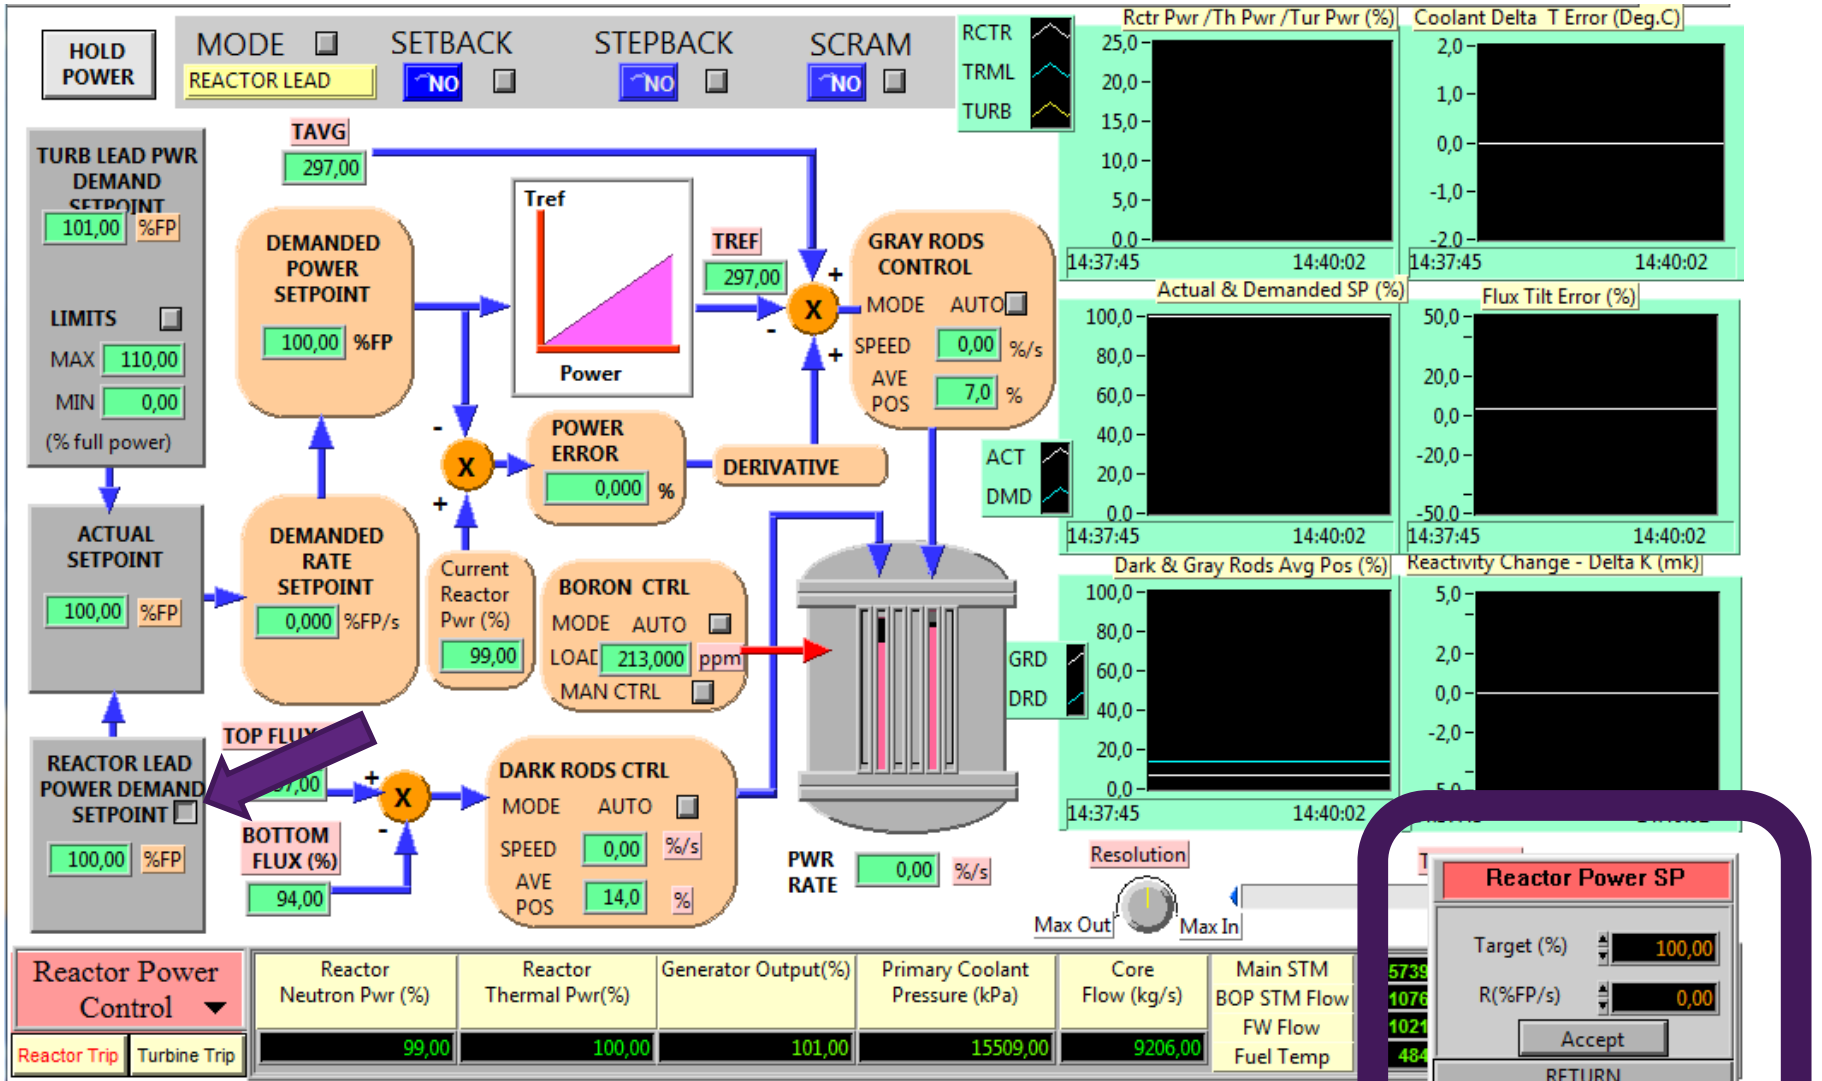 HOLD
POWER
MODE
REACTOR LEAD
SETBACK
NO
STEPBACK
NO
SCRAM
NO
RCTR
TRML
TURB
Rctr Pwr /Th Pwr /Tur Pwr (%)
25,0
20,0
15,0
10,0
5,0
0.0
14:37:45
14:40:02
Coolant Delta T Error (Deg.C)
2,0
1,0
0,0
-1,0
-2.0
14:37:45
14:40:02
TURB LEAD PWR
DEMAND
SETPOINT
101,00 %FP
LIMITS
MAX 110,00
MIN 0,00
(% full power)
TAVG
297,00
DEMANDED
POWER
SETPOINT
100,00 %FP
Tref
Power
TREF
297,00
X
+
-
+
GRAY RODS
CONTROL
MODE AUTO
SPEED 0,00 %/s
AVE
POS 7,0 %
Actual & Demanded SP (%)
100,0
80,0
60,0
40,0
20,0
0.0
14:37:45
14:40:02
ACT
DMD
Flux Tilt Error (%)
50,0
20,0
0,0
-20,0
-50.0
14:37:45
14:40:02
X
-
+
POWER
ERROR
0,000 %
DERIVATIVE
ACTUAL
SETPOINT
100,00 %FP
DEMANDED
RATE
SETPOINT
0,000 %FP/s
Current
Reactor
Pwr (%)
99,00
BORON CTRL
MODE AUTO
LOAD 213,000 ppm
MAN CTRL
Dark & Gray Rods Avg Pos (%)
100,0
80,0
60,0
40,0
20,0
0.0
14:37:45
14:40:02
GRD
DRD
Reactivity Change - Delta K (mk)
5,0
2,0
0,0
-2,0
REACTOR LEAD
POWER DEMAND
SETPOINT
100,00 %FP
TOP FLUX
7,00
+
X
-
BOTTOM
FLUX (%)
94,00
DARK RODS CTRL
MODE AUTO
SPEED 0,00 %/s
AVE
POS 14,0 %
PWR
RATE 0,00 %/s
Resolution
Max Out
Max In
Reactor Power SP
Target (%) 100,00
R(%FP/s) 0,00
Accept
RETURN
Reactor Power
Control
Reactor Trip
Turbine Trip
Reactor
Neutron Pwr (%)
99,00
Reactor
Thermal Pwr(%)
100,00
Generator Output(%)
101,00
Primary Coolant
Pressure (kPa)
15509,00
Core
Flow (kg/s)
9206,00
Main STM 5739
BOP STM Flow 1076
FW Flow 1021
Fuel Temp 484